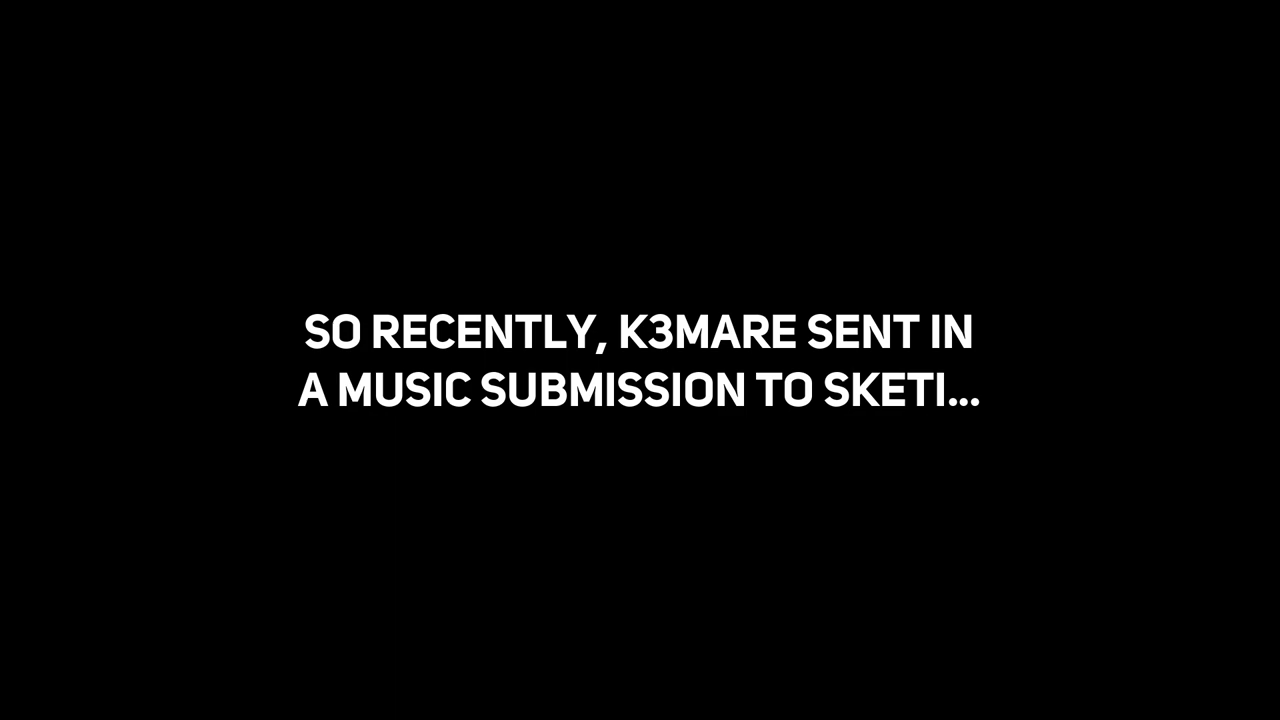 SO RECENTLY, K3MARE SENT IN
A MUSIC SUBMISSION TO SKETI...